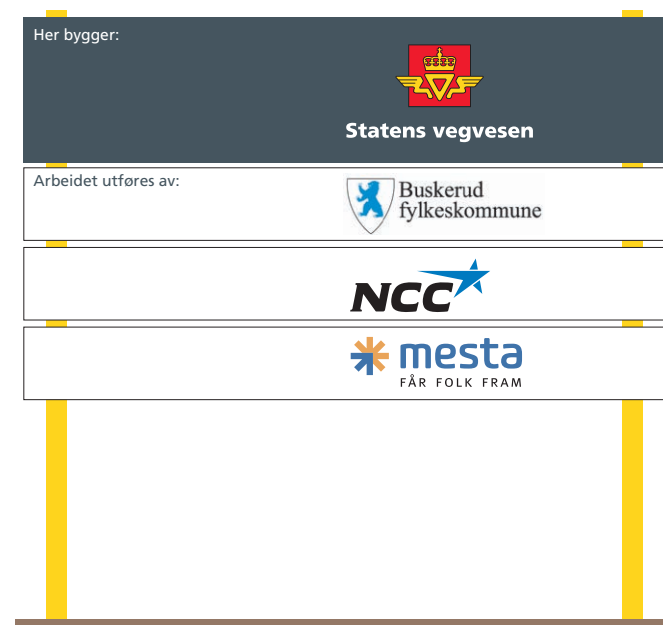 Her bygger:
Statens vegvesen
Arbeidet utføres av:
Buskerud
fylkeskommune
NCC
mesta
FÅR FOLK FRAM